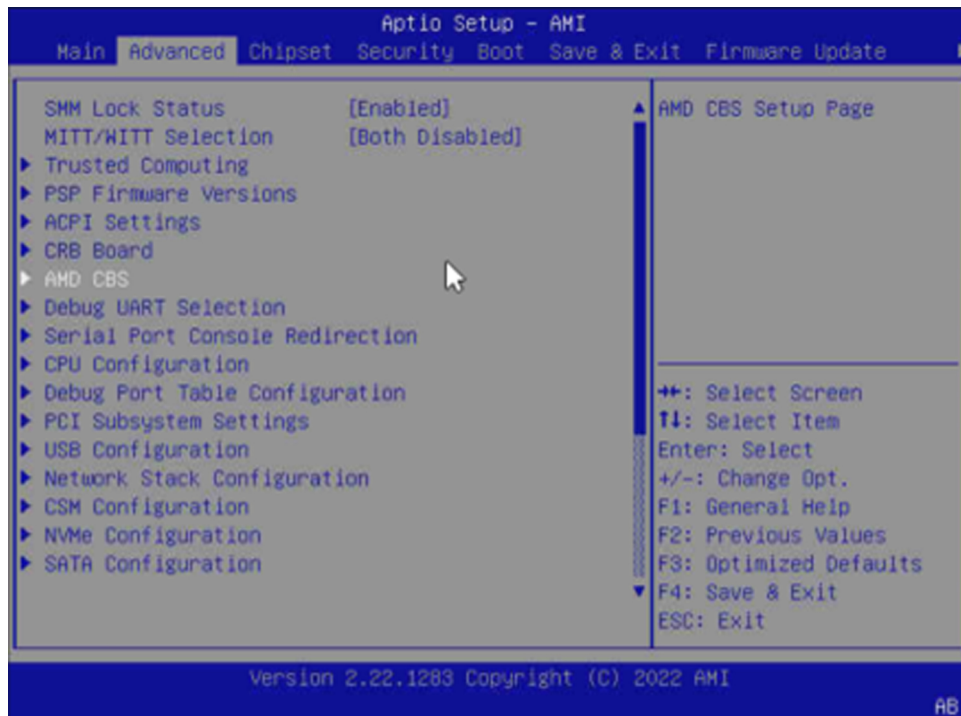 Aptio Setup - AMI
Main Advanced Chipset Security Boot Save & Exit Firmware Update
SMM Lock Status [Enabled]
MITT/WITT Selection [Both Disabled]
Trusted Computing
PSP Firmware Versions
ACPI Settings
CRB Board
AMD CBS
Debug UART Selection
Serial Port Console Redirection
CPU Configuration
Debug Port Table Configuration
PCI Subsystem Settings
USB Configuration
Network Stack Configuration
CSM Configuration
NVMe Configuration
SATA Configuration
AMD CBS Setup Page
→←: Select Screen
↑↓: Select Item
Enter: Select
+/-: Change Opt.
F1: General Help
F2: Previous Values
F3: Optimized Defaults
F4: Save & Exit
ESC: Exit
Version 2.22.1283 Copyright (C) 2022 AMI
AB